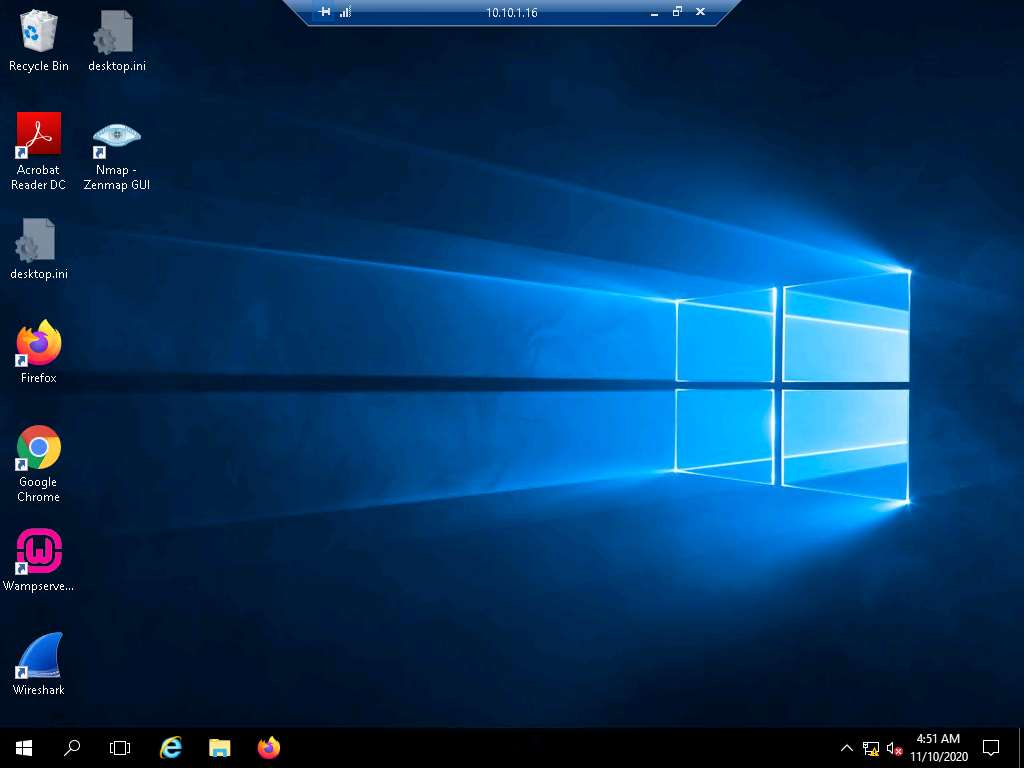 10.10.1.16
Recycle Bin
desktop.ini
Acrobat
Reader DC
Nmap -
Zenmap GUI
desktop.ini
Firefox
Google
Chrome
Wampserve...
Wireshark
4:51 AM
11/10/2020